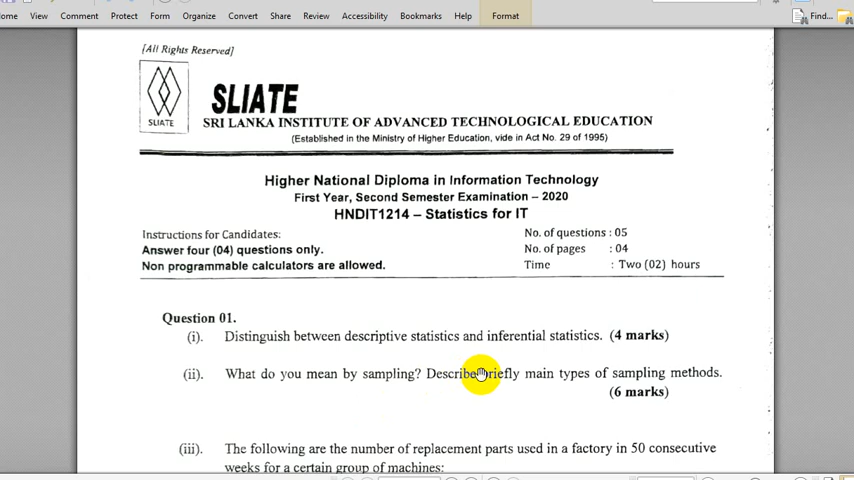 ome View Comment Protect Form Organize Convert Share Review Accessibility Bookmarks Help Format Find...
[All Rights Reserved]
SLIATE
SLIATE
SRI LANKA INSTITUTE OF ADVANCED TECHNOLOGICAL EDUCATION
(Established in the Ministry of Higher Education, vide in Act No. 29 of 1995)
Higher National Diploma in Information Technology
First Year, Second Semester Examination – 2020
HNDIT1214 – Statistics for IT
Instructions for Candidates:
Answer four (04) questions only.
Non programmable calculators are allowed.
No. of questions : 05
No. of pages : 04
Time : Two (02) hours
Question 01.
(i). Distinguish between descriptive statistics and inferential statistics. (4 marks)
(ii). What do you mean by sampling? Describe briefly main types of sampling methods.
(6 marks)
(iii). The following are the number of replacement parts used in a factory in 50 consecutive
weeks for a certain group of machines: